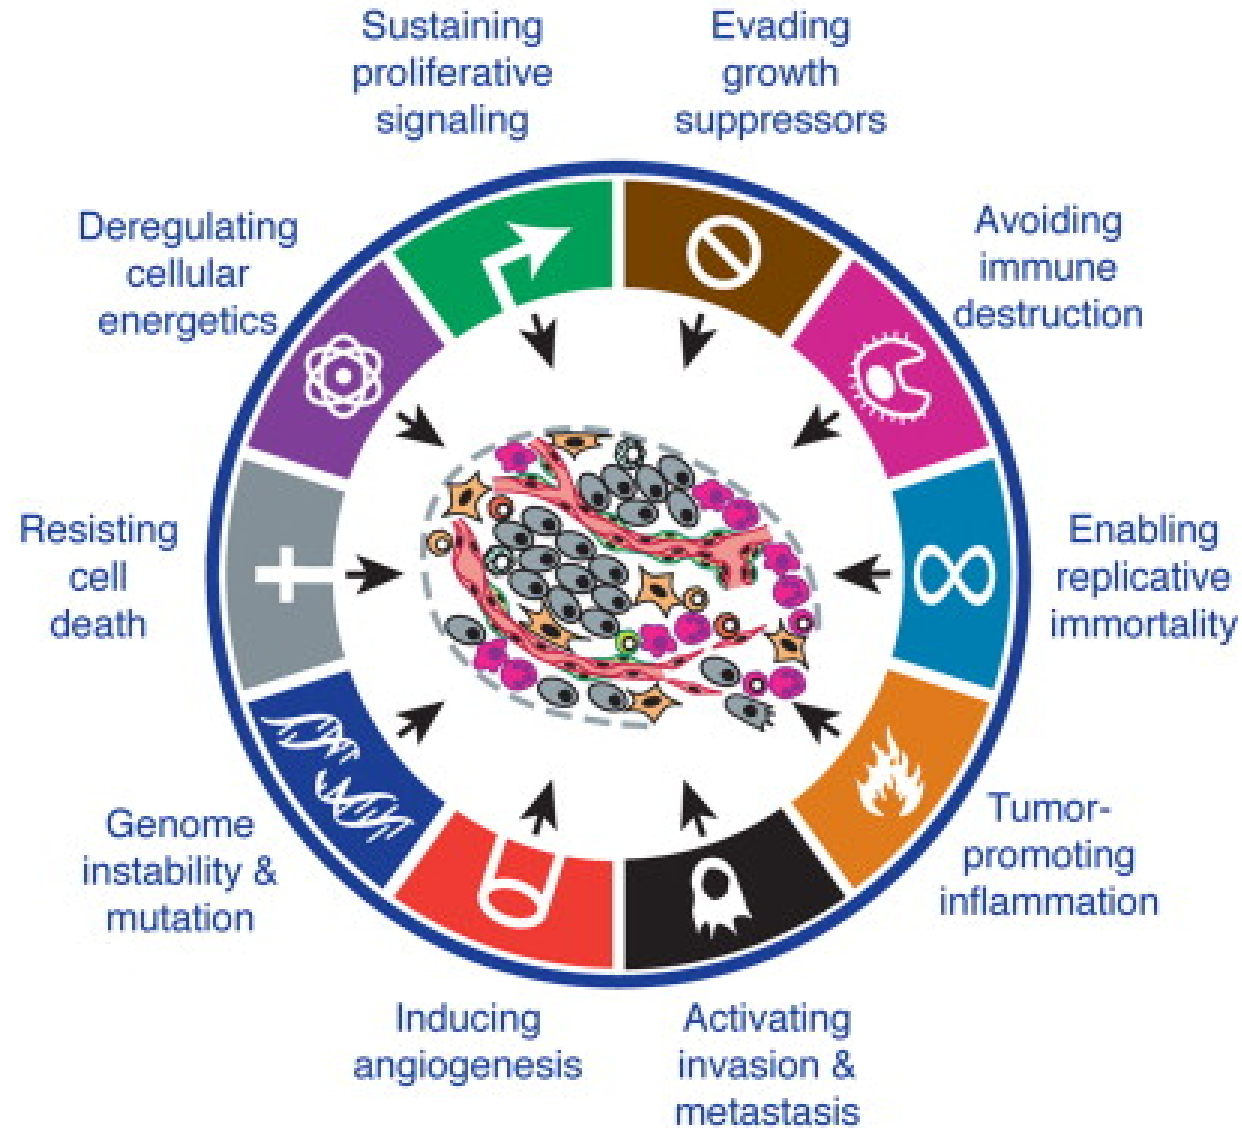 Sustaining
proliferative
signaling
Evading
growth
suppressors
Avoiding
immune
destruction
Enabling
replicative
immortality
Tumor-
promoting
inflammation
Activating
invasion &
metastasis
Inducing
angiogenesis
Genome
instability &
mutation
Resisting
cell
death
Deregulating
cellular
energetics